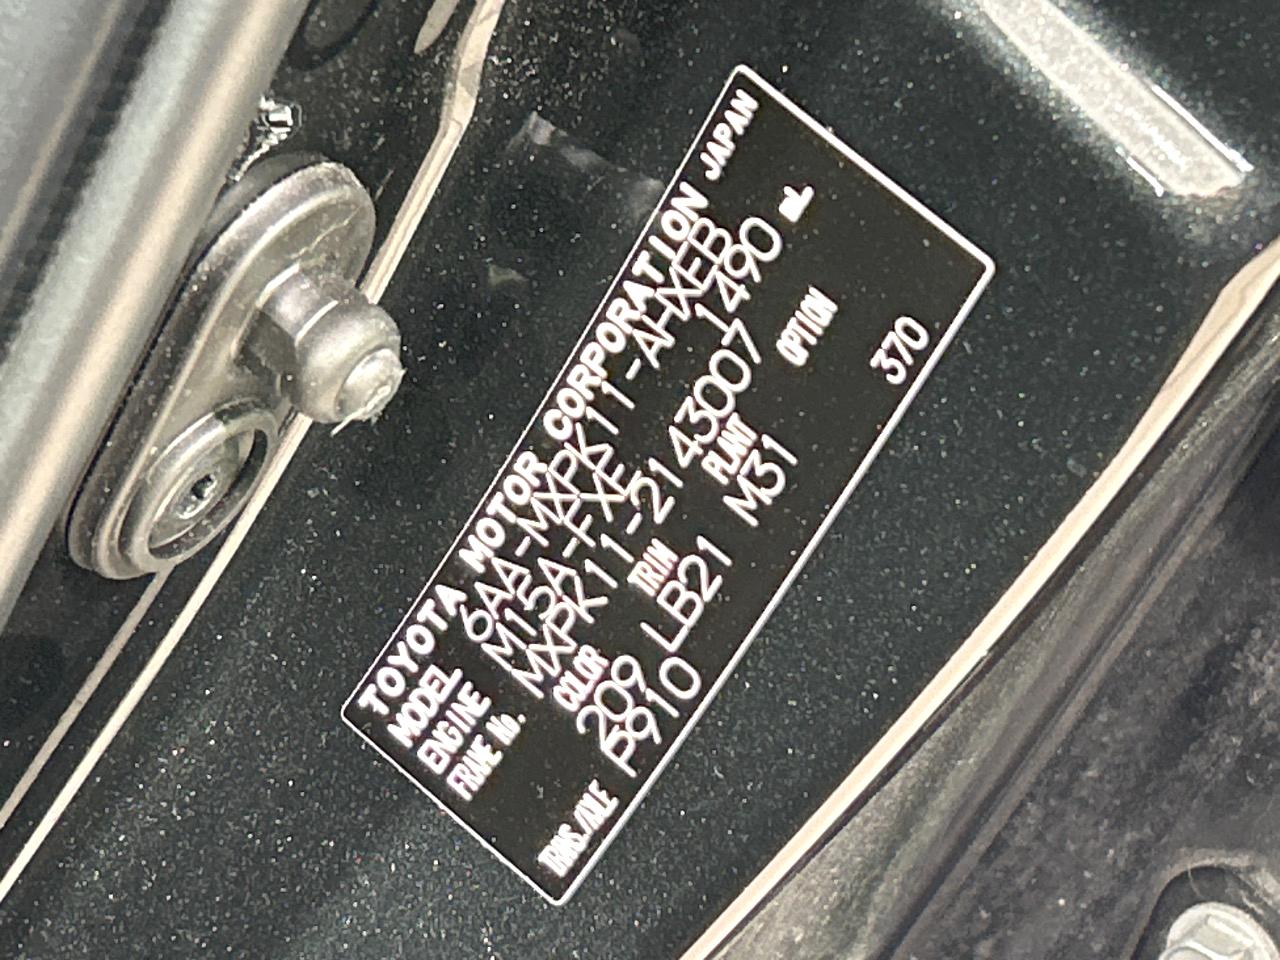 TOYOTA MOTOR CORPORATION JAPAN
MODEL 6AA-MXPK11-AHXEB
ENGINE M15A-FXE 1490 mL
FRAME No. MXPK11-2143007
COLOR TRIM PLANT OPTION
209 LB21 M31
TRANS./AXLE P910 370